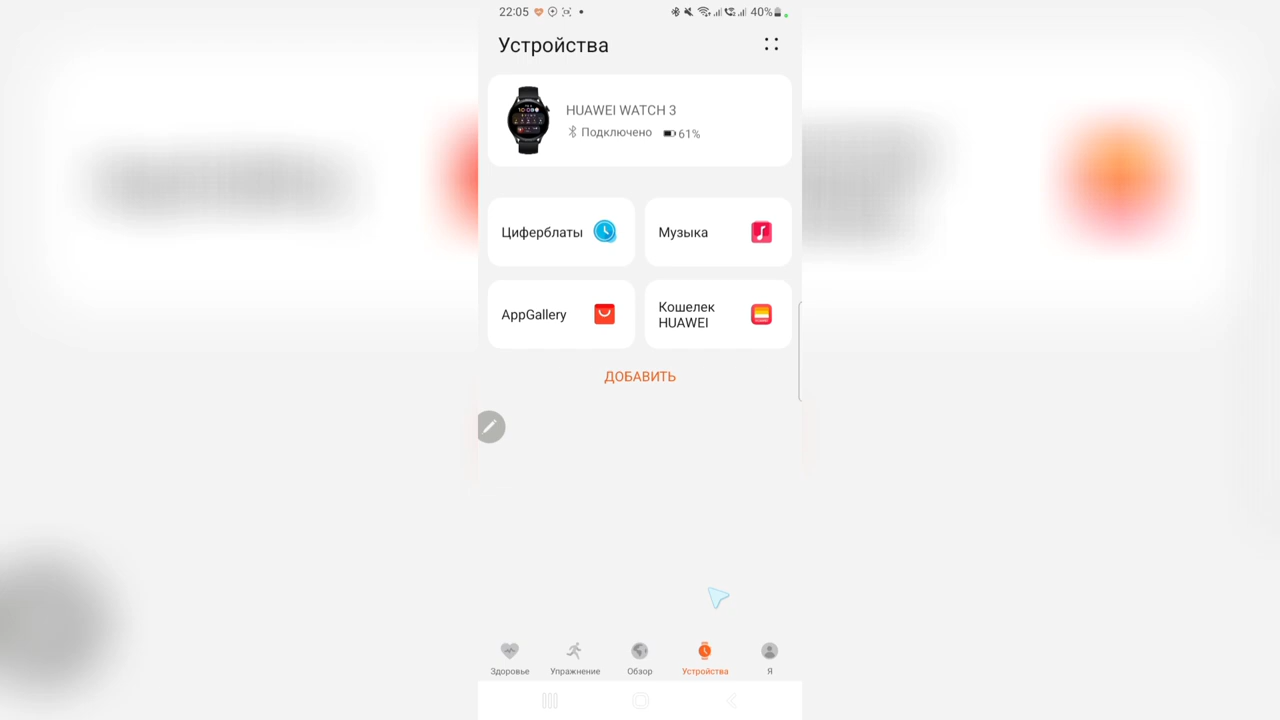 22:05
40%
Устройства
HUAWEI WATCH 3
Подключено 61%
Циферблаты
Музыка
AppGallery
Кошелек
HUAWEI
ДОБАВИТЬ
Здоровье
Упражнение
Обзор
Устройства
Я